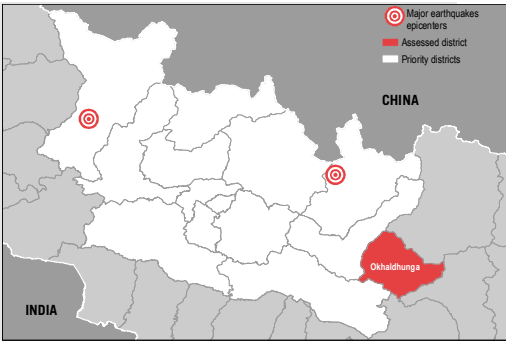 Major earthquakes
epicenters
Assessed district
Priority districts
CHINA
Okhaldhunga
INDIA